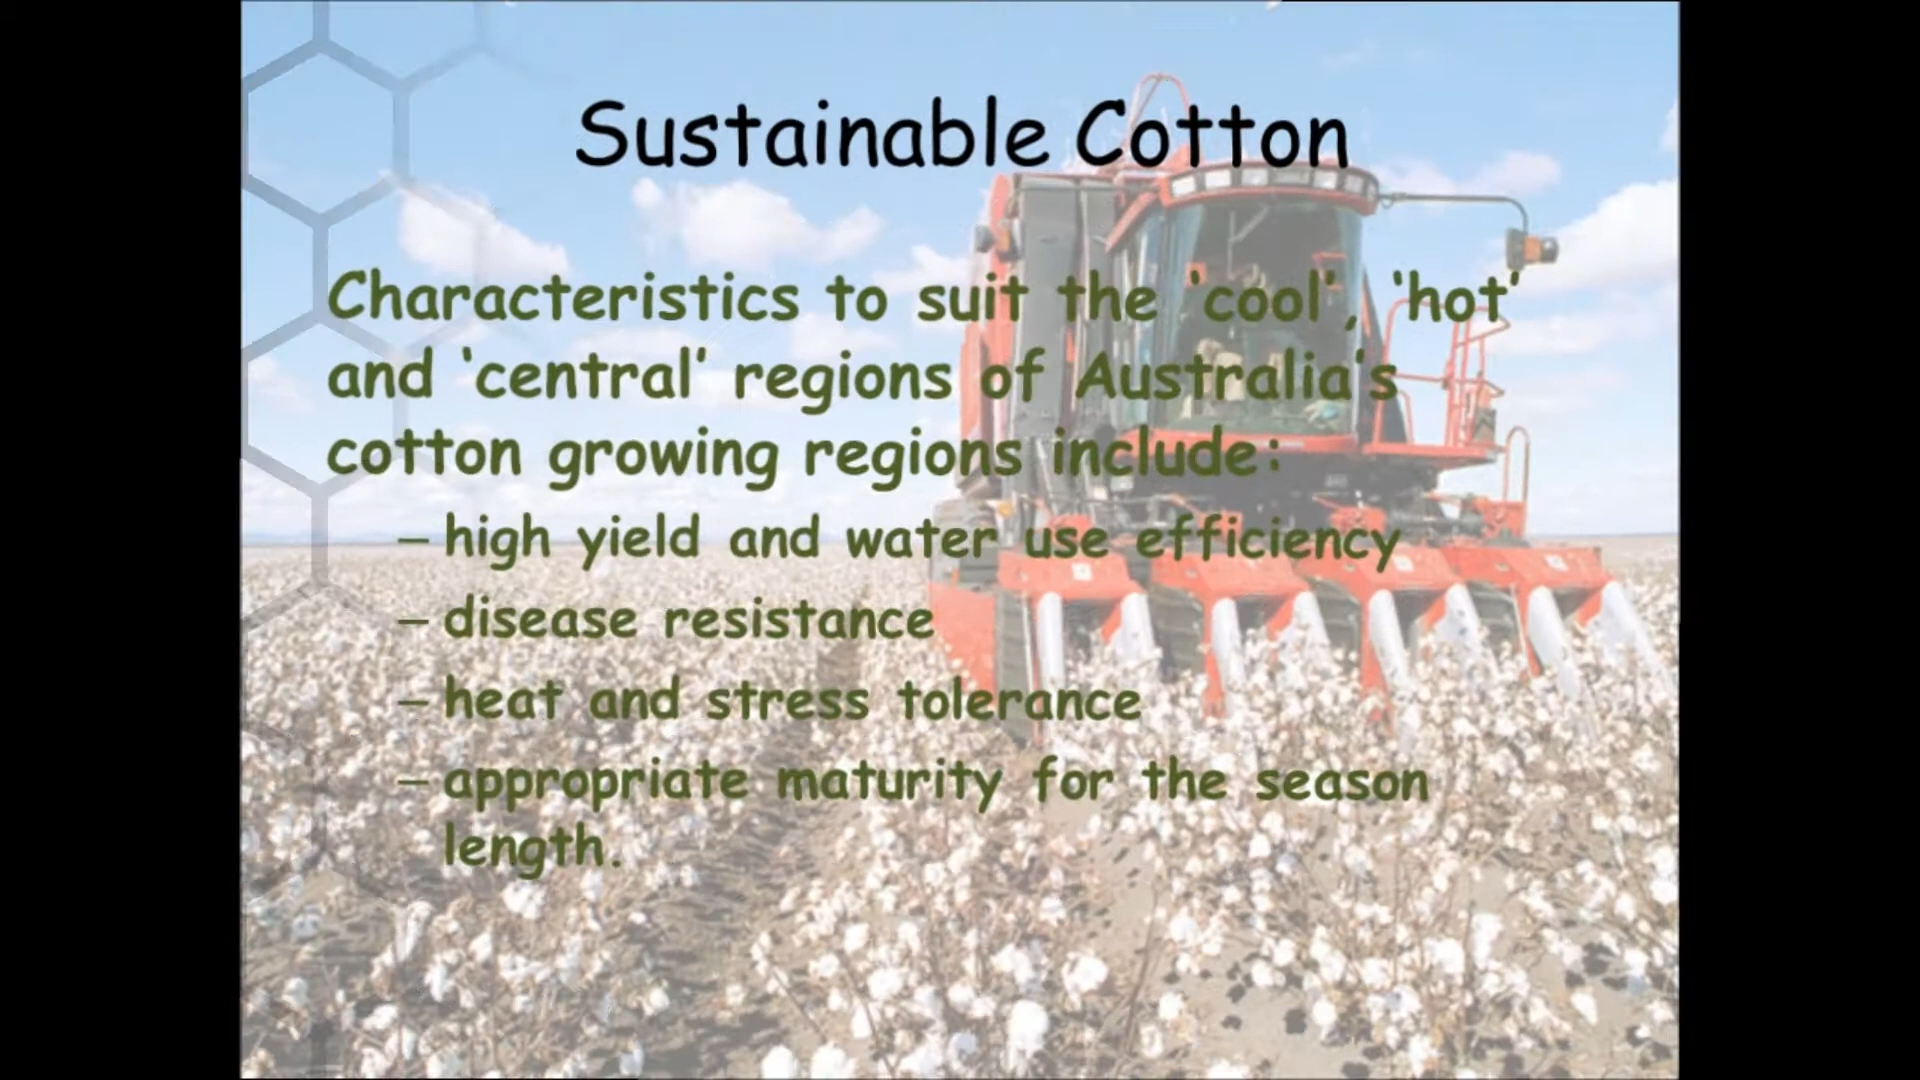 Sustainable Cotton
Characteristics to suit the ‘cool’, ‘hot’
and ‘central’ regions of Australia’s
cotton growing regions include:
– high yield and water use efficiency
– disease resistance
– heat and stress tolerance
– appropriate maturity for the season
length.